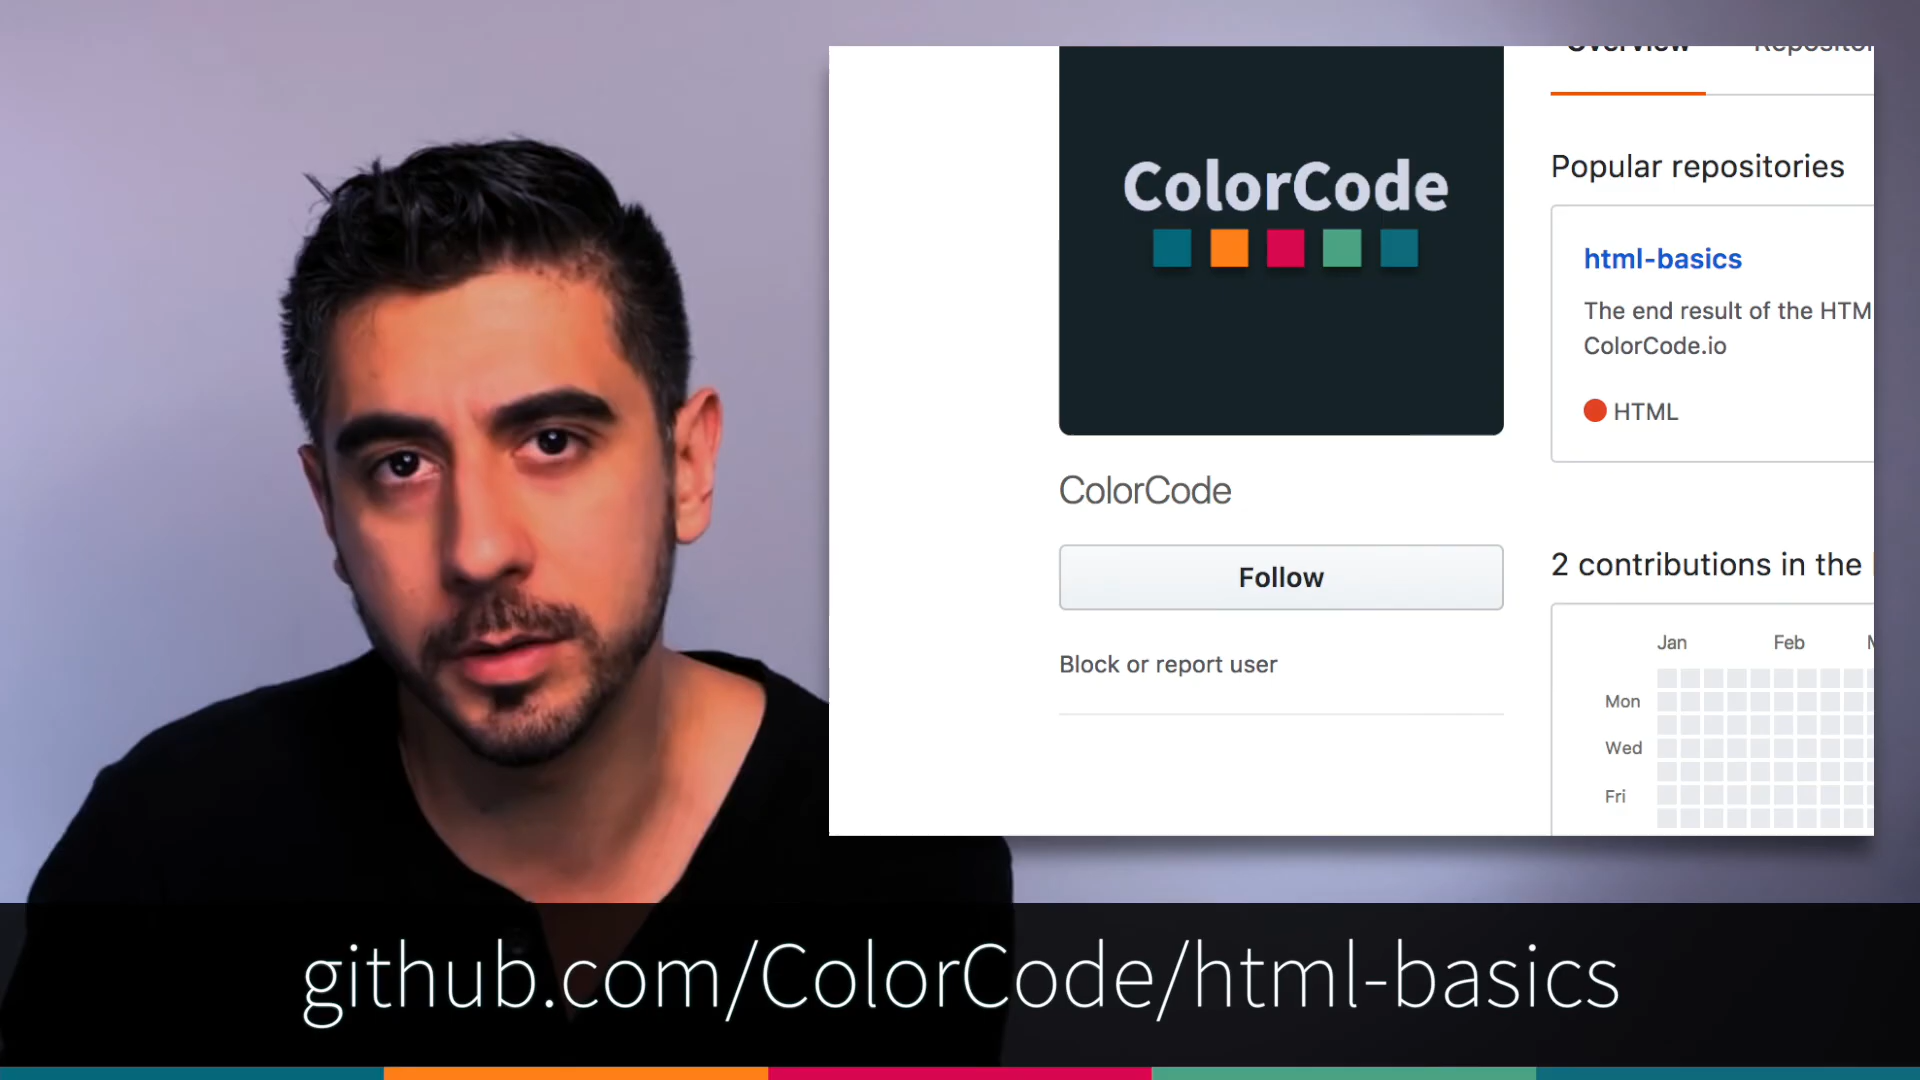 Overview
ColorCode
Popular repositories
html-basics
The end result of the HTM
ColorCode.io
HTML
ColorCode
Follow
Block or report user
2 contributions in the
Jan Feb
Mon
Wed
Fri
github.com/ColorCode/html-basics